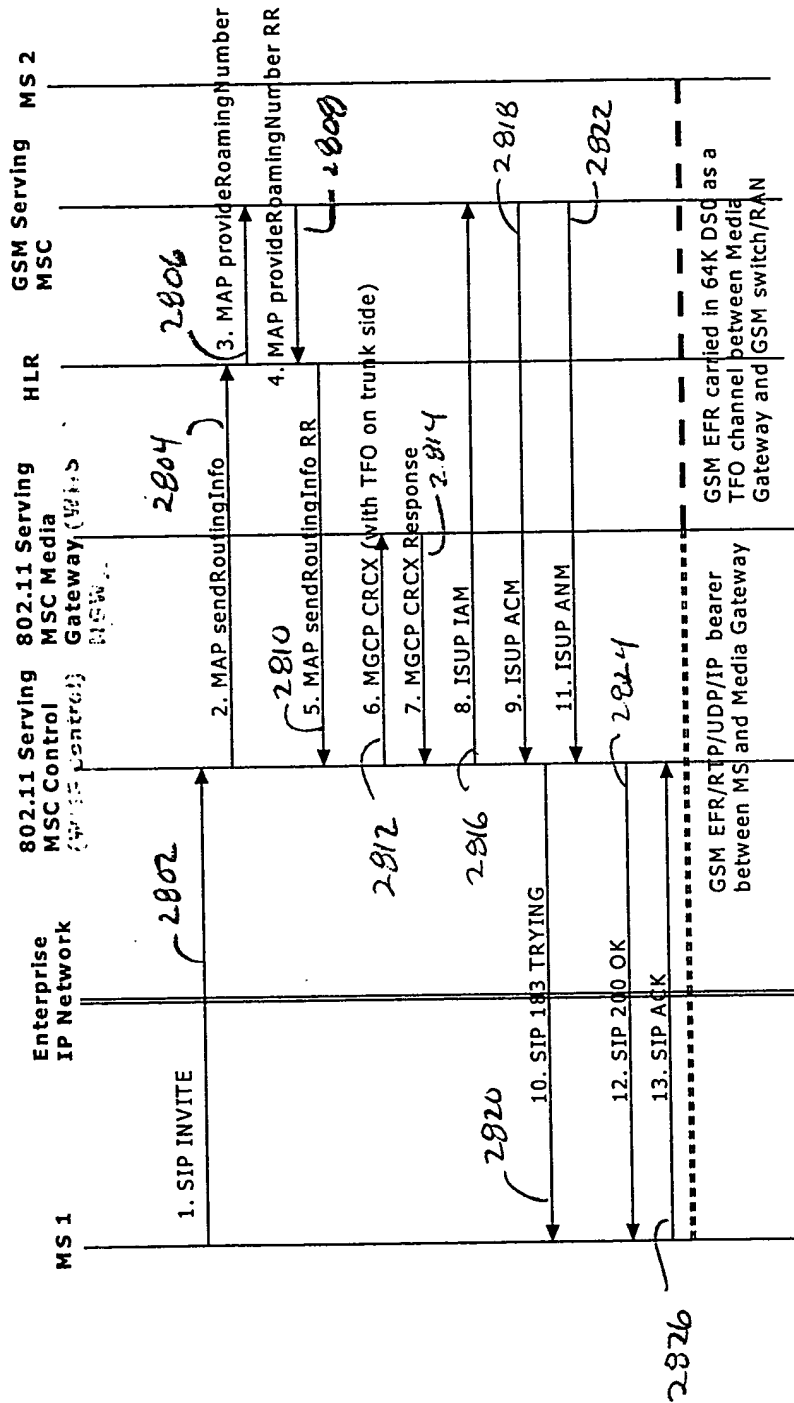 MS 1
Enterprise
IP Network
802.11 Serving
MSC Control
802.11 Serving
MSC Media
Gateway
HLR
GSM Serving
MSC
MS 2
1. SIP INVITE
2802
2. MAP sendRoutingInfo
2804
3. MAP provideRoamingNumber
2806
4. MAP provideRoamingNumber RR
2808
5. MAP sendRoutingInfo RR
2810
6. MGCP CRCX (with TFO on trunk side)
2812
7. MGCP CRCX Response
2814
8. ISUP IAM
2816
9. ISUP ACM
2818
10. SIP 183 TRYING
2820
11. ISUP ANM
2822
12. SIP 200 OK
2824
13. SIP ACK
2826
GSM EFR/RTP/UDP/IP bearer
between MS and Media Gateway
GSM EFR carried in 64K DS0 as a
TFO channel between Media
Gateway and GSM switch/RAN